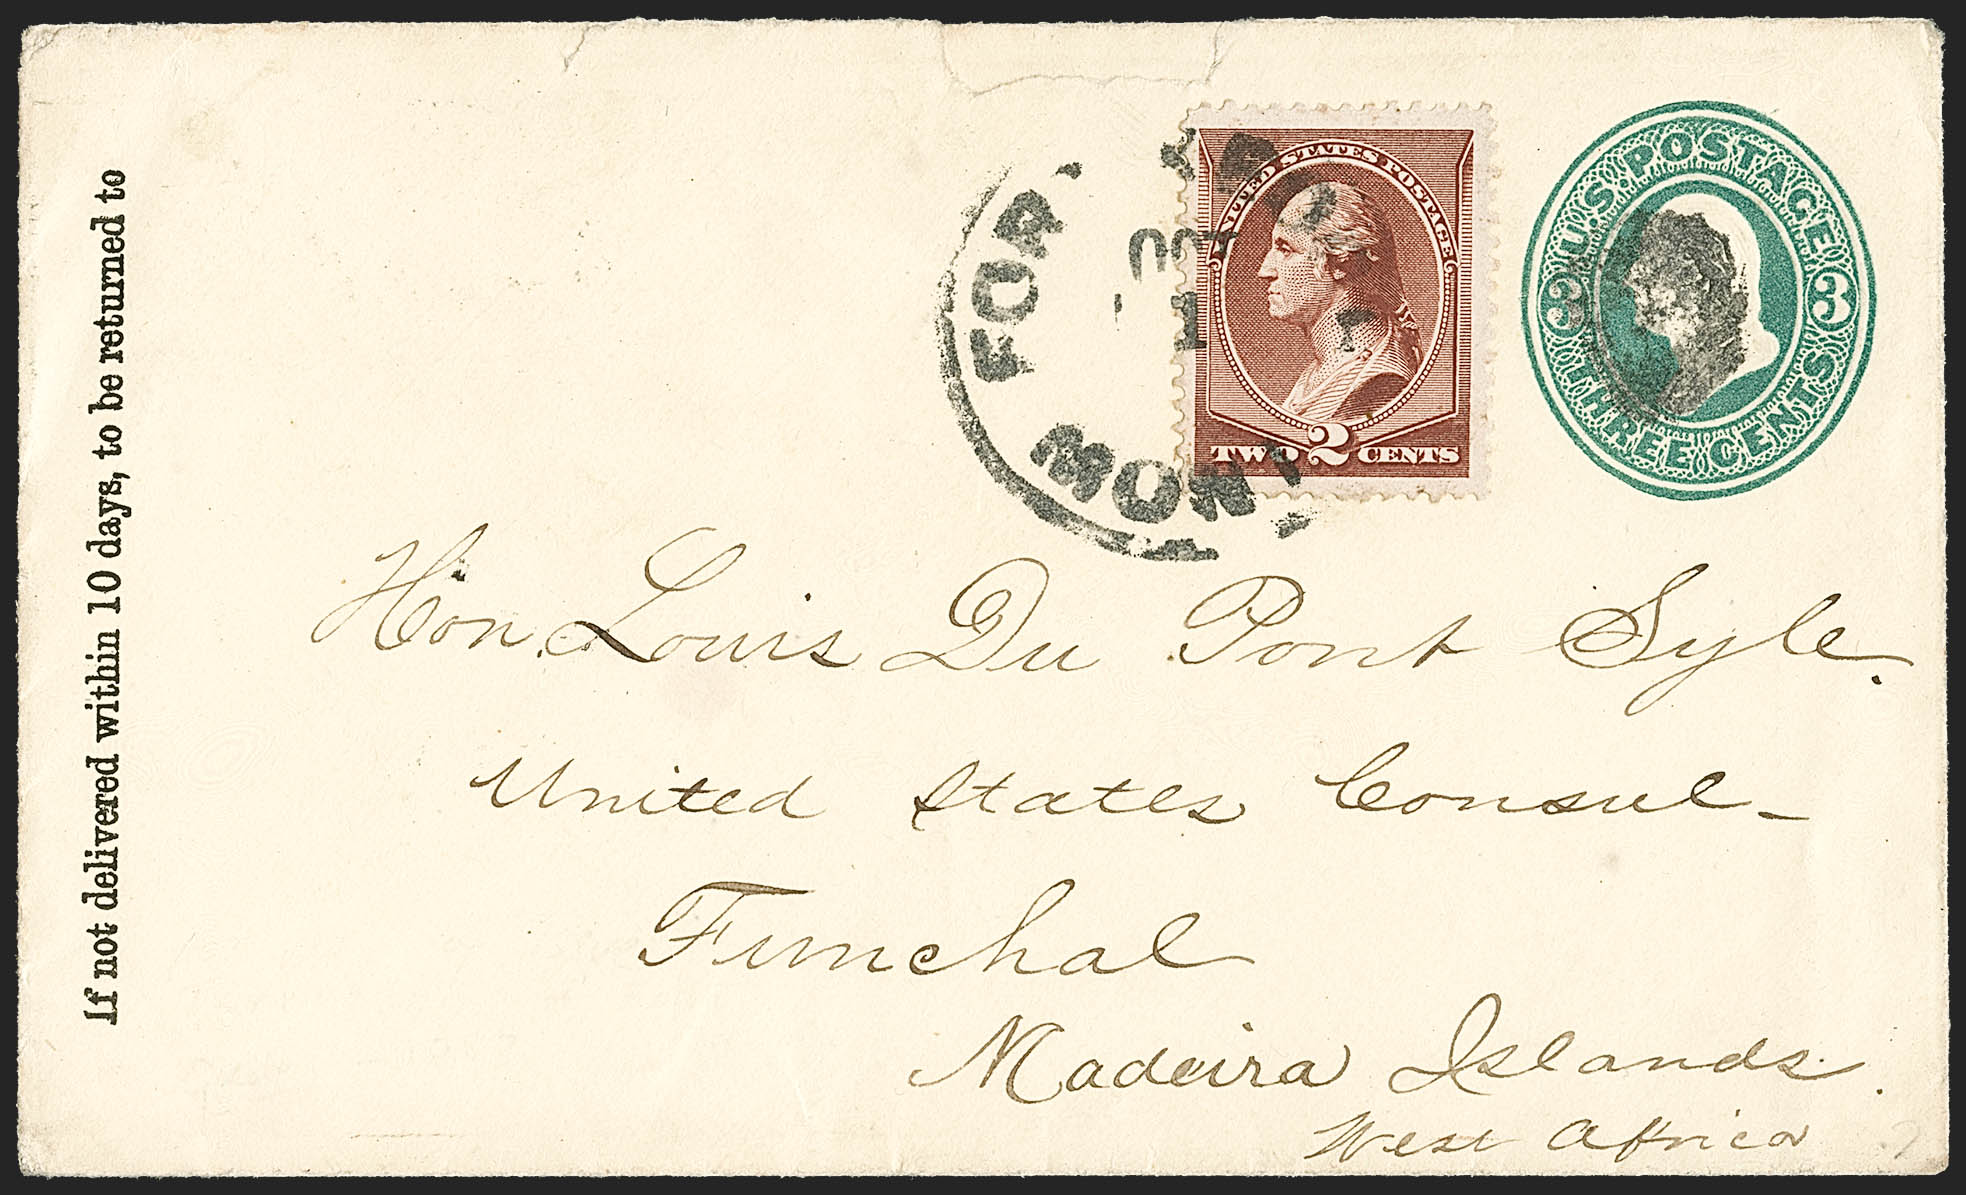 If not delivered within 10 days, to be returned to
UNITED STATES POSTAGE
TWO 2 CENTS
U.S. POSTAGE
3 3
THREE CENTS
FOR
MONT
Hon. Louis Du Pont Syle.
United States Consul-
Funchal
Madeira Islands.
West Africa